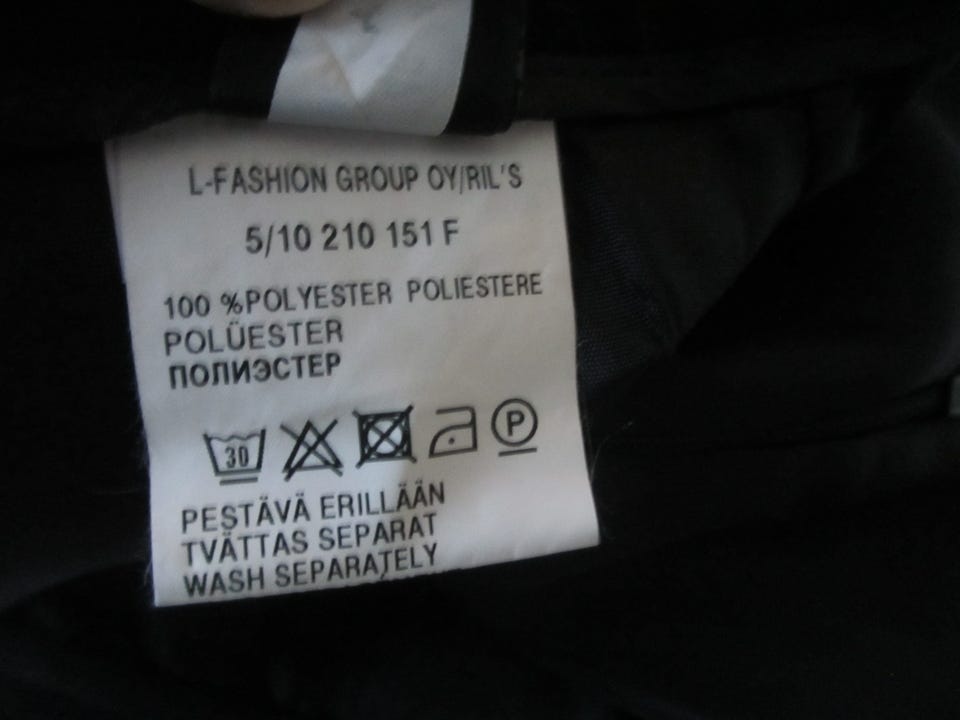 L-FASHION GROUP OY/RIL'S
5/10 210 151 F
100 %POLYESTER POLIESTERE
POLÜESTER
ПОЛИЭСТЕР
30 P
PESTÄVÄ ERILLÄÄN
TVÄTTAS SEPARAT
WASH SEPARATELY